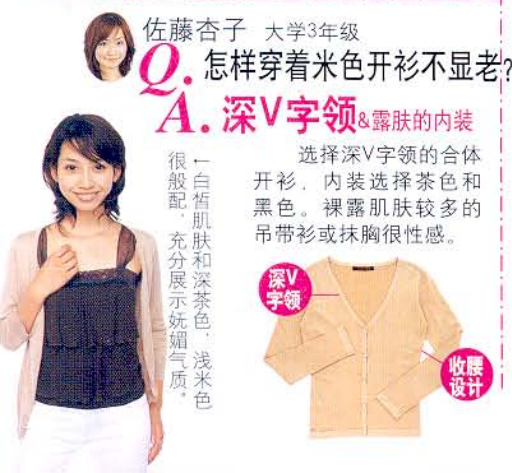 佐藤杏子 大学3年级
Q.怎样穿着米色开衫不显老?
A.深V字领&露肤的内装
选择深V字领的合体
开衫，内装选择茶色和
黑色。裸露肌肤较多的
吊带衫或抹胸很性感。
←白皙肌肤和深茶色、浅米色
很般配，充分展示妩媚气质。
深V
字领
收腰
设计